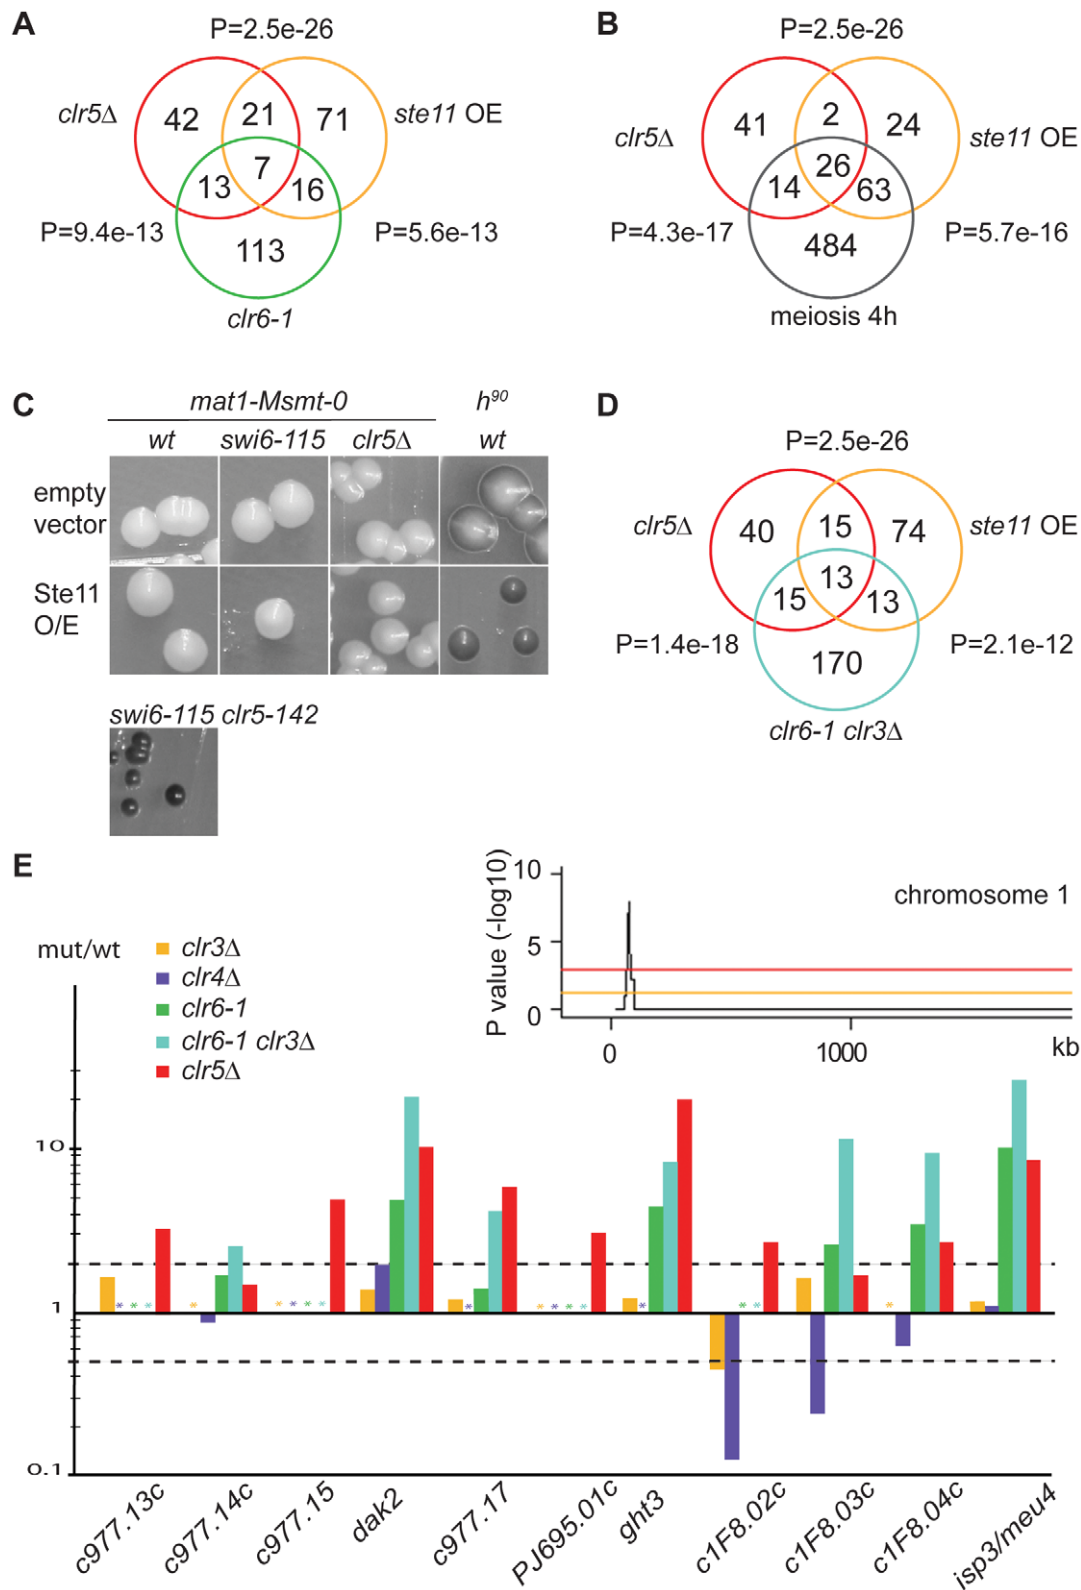 A
P=2.5e-26
clr5Δ
42
21
71
ste11 OE
7
13
16
P=9.4e-13
P=5.6e-13
113
clr6-1
B
P=2.5e-26
clr5Δ
41
2
24
ste11 OE
26
14
63
P=4.3e-17
P=5.7e-16
484
meiosis 4h
C
mat1-Msmt-0
h90
wt
swi6-115
clr5Δ
wt
empty
vector
Ste11
O/E
swi6-115 clr5-142
D
P=2.5e-26
clr5Δ
40
15
74
ste11 OE
13
15
13
P=1.4e-18
P=2.1e-12
170
clr6-1 clr3Δ
E
mut/wt
clr3Δ
clr4Δ
clr6-1
clr6-1 clr3Δ
clr5Δ
P value (-log10)
10
5
0
chromosome 1
0
1000
kb
10
1
0.1
* * *
*
* * * *
*
* * * *
*
* *
*
c977.13c
c977.14c
c977.15
dak2
c977.17
PJ695.01c
ght3
c1F8.02c
c1F8.03c
c1F8.04c
isp3/meu4